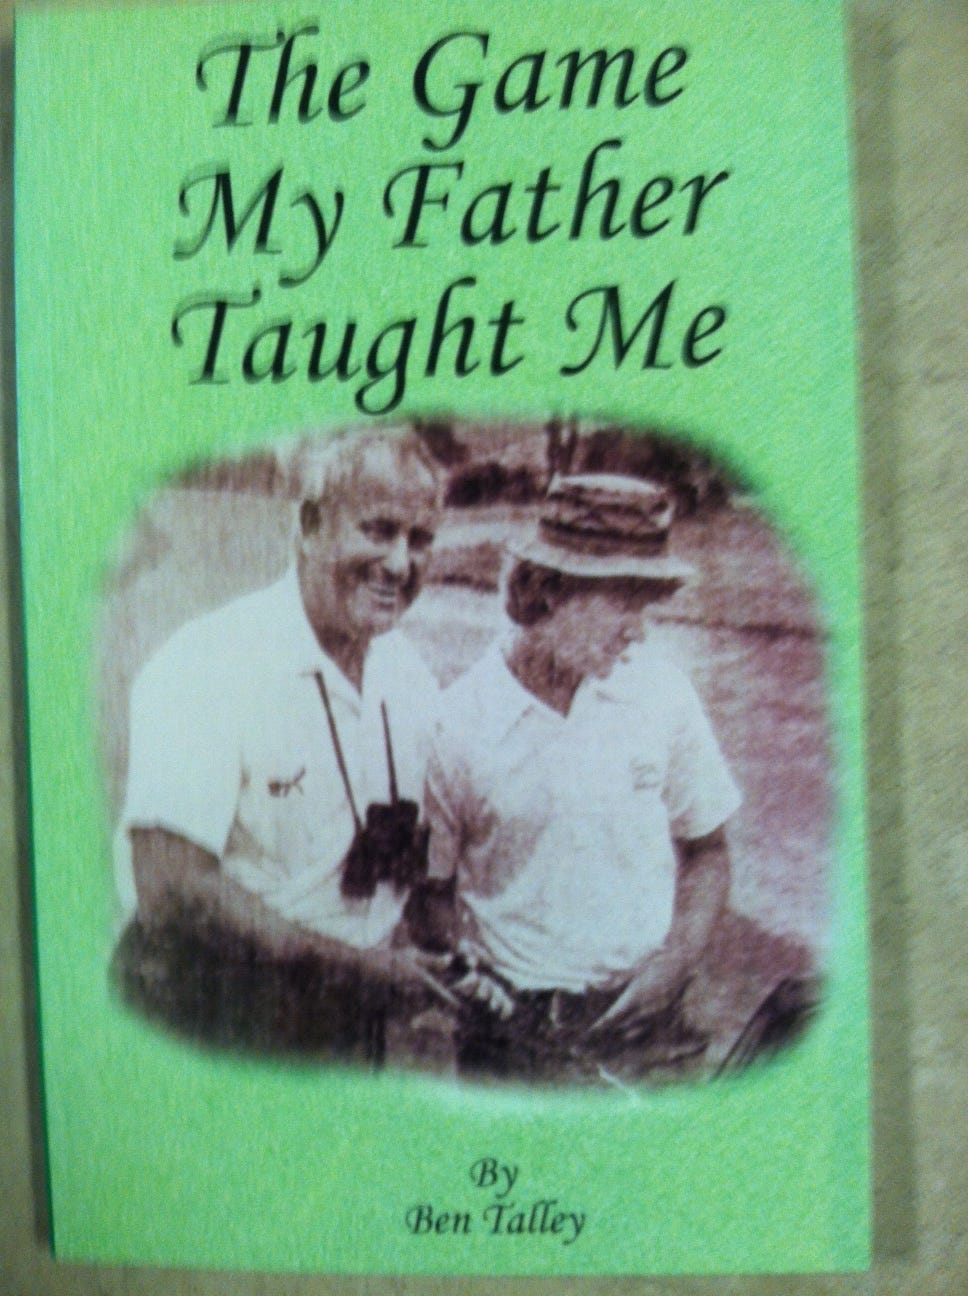 The Game
My Father
Taught Me
By
Ben Talley